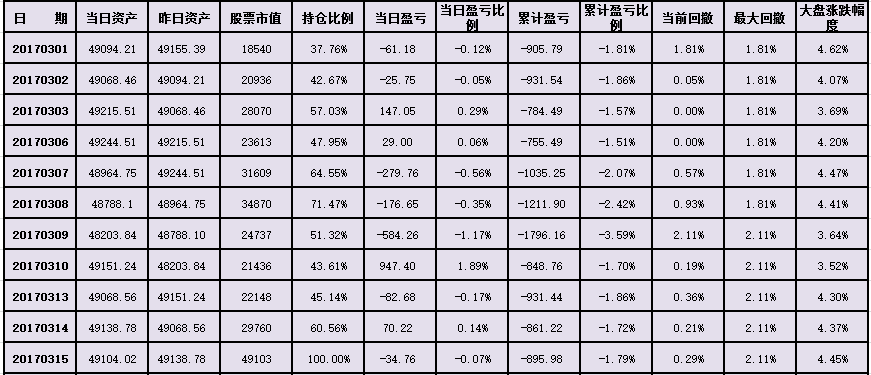 日 期 当日资产 昨日资产 股票市值 持仓比例 当日盈亏 当日盈亏比例 累计盈亏 累计盈亏比例 当前回撤 最大回撤 大盘涨跌幅度
20170301 49094.21 49155.39 18540 37.76% -61.18 -0.12% -905.79 -1.81% 1.81% 1.81% 4.62%
20170302 49068.46 49094.21 20936 42.67% -25.75 -0.05% -931.54 -1.86% 0.05% 1.81% 4.07%
20170303 49215.51 49068.46 28070 57.03% 147.05 0.29% -784.49 -1.57% 0.00% 1.81% 3.69%
20170306 49244.51 49215.51 23613 47.95% 29.00 0.06% -755.49 -1.51% 0.00% 1.81% 4.20%
20170307 48964.75 49244.51 31609 64.55% -279.76 -0.56% -1035.25 -2.07% 0.57% 1.81% 4.47%
20170308 48788.1 48964.75 34870 71.47% -176.65 -0.35% -1211.90 -2.42% 0.93% 1.81% 4.41%
20170309 48203.84 48788.10 24737 51.32% -584.26 -1.17% -1796.16 -3.59% 2.11% 2.11% 3.64%
20170310 49151.24 48203.84 21436 43.61% 947.40 1.89% -848.76 -1.70% 0.19% 2.11% 3.52%
20170313 49068.56 49151.24 22148 45.14% -82.68 -0.17% -931.44 -1.86% 0.36% 2.11% 4.30%
20170314 49138.78 49068.56 29760 60.56% 70.22 0.14% -861.22 -1.72% 0.21% 2.11% 4.37%
20170315 49104.02 49138.78 49103 100.00% -34.76 -0.07% -895.98 -1.79% 0.29% 2.11% 4.45%